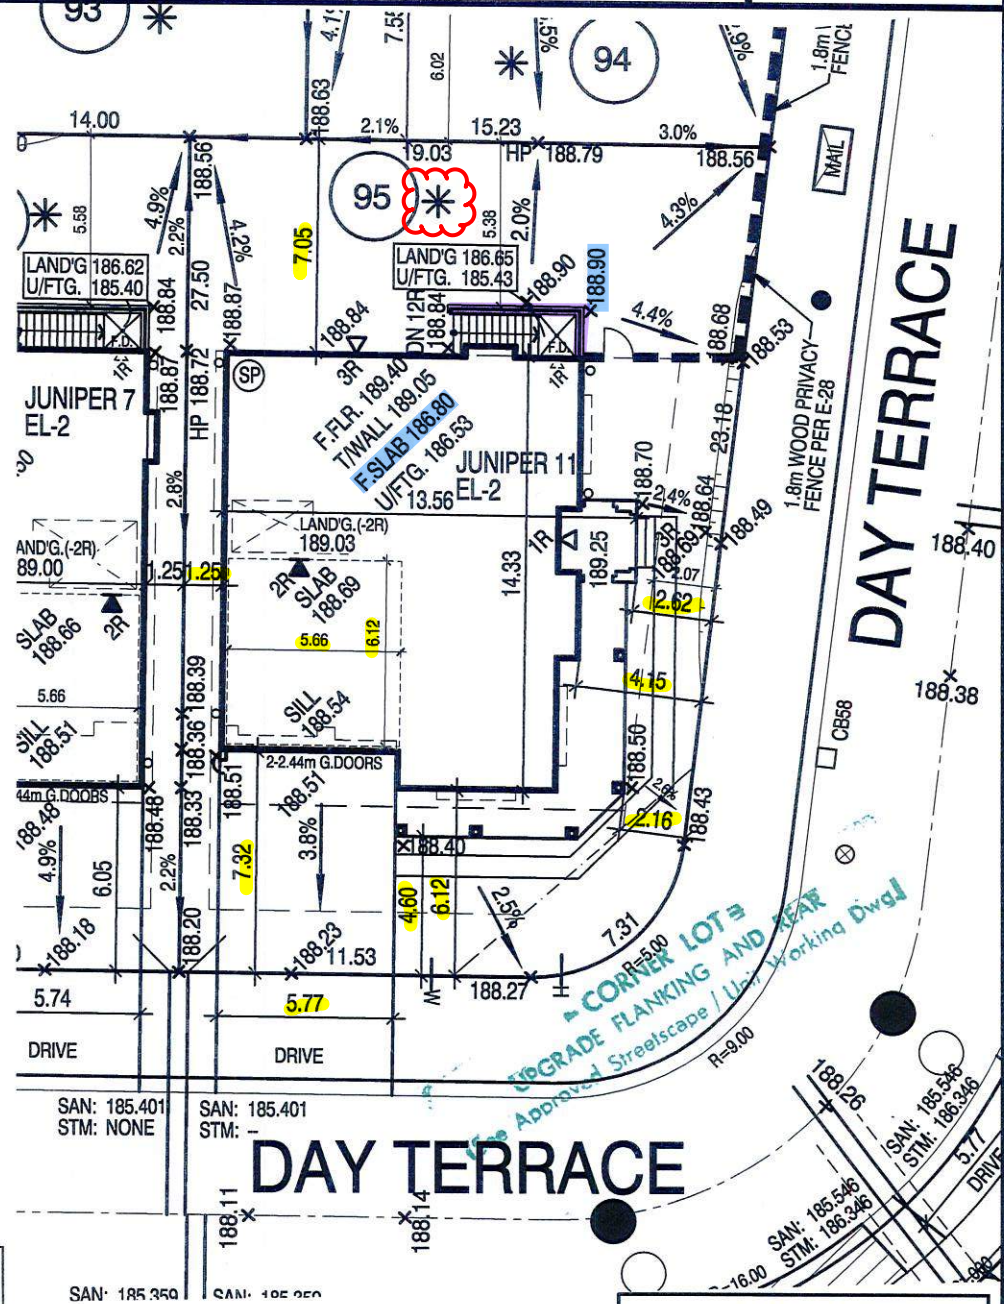 93
4.1%
7.5
6.02
.5%
94
.6%
1.8m
FENCE
14.00
188.63
2.1%
15.23
3.0%
188.56
19.03
HP 188.79
188.56
MAIL
95
4.9%
2.2%
4.2%
5.58
7.05
5.38
2.0%
4.3%
LAND'G 186.62
U/FTG. 185.40
LAND'G 186.65
U/FTG. 185.43
188.84
27.50
188.87
188.84
DN 12R
188.84
188.90
188.90
4.4%
188.68
188.53
F.D.
F.D.
1R
1R
3R
188.87
HP 188.72
SP
JUNIPER 7
EL-2
F.FLR. 189.40
T/WALL 189.05
F.SLAB 186.80
U/FTG. 186.53
JUNIPER 11
EL-2
13.56
23.18
1.8m WOOD PRIVACY
FENCE PER E-28
DAY TERRACE
2.8%
188.70
2.4%
188.64
188.49
3R
188.69
2.07
LAND'G.(-2R)
189.03
AND'G.(-2R)
89.00
1R
189.25
14.33
188.40
1.25
1.25
2R
SLAB
188.69
2R
SLAB
188.66
2.62
5.66
6.12
5.66
4.15
188.38
188.39
SILL
188.54
SILL
188.51
188.36
188.50
CB58
2-2.44m G.DOORS
44m G.DOORS
188.51
188.51
188.48
188.48
188.33
2.6%
2.16
188.43
188.40
4.9%
6.05
2.2%
7.32
3.8%
4.60
6.12
2.5%
188.18
188.20
188.23
11.53
188.27
7.31
R=5.00
W
H
CORNER LOT
UPGRADE FLANKING AND REAR
(See Approved Streetscape / Unit Working Dwg.)
5.74
5.77
DRIVE
DRIVE
R=9.00
SAN: 185.401
STM: NONE
SAN: 185.401
STM: –
DAY TERRACE
188.26
SAN: 185.546
STM: 186.346
5.77
DRIVE
188.11
188.14
SAN: 185.546
STM: 186.346
=16.00
SAN: 185.359